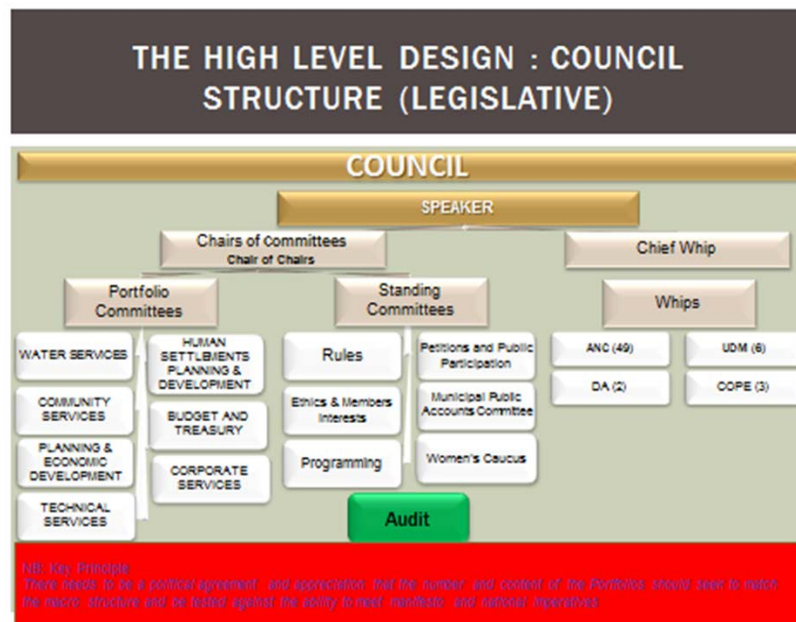 THE HIGH LEVEL DESIGN : COUNCIL
STRUCTURE (LEGISLATIVE)
COUNCIL
SPEAKER
Chairs of Committees
Chair of Chairs
Chief Whip
Portfolio
Committees
Standing
Committees
Whips
WATER SERVICES
HUMAN
SETTLEMENTS
PLANNING &
DEVELOPMENT
COMMUNITY
SERVICES
BUDGET AND
TREASURY
PLANNING &
ECONOMIC
DEVELOPMENT
CORPORATE
SERVICES
TECHNICAL
SERVICES
Rules
Petitions and Public
Participation
Ethics & Members
Interests
Municipal Public
Accounts Committee
Programming
Women's Caucus
ANC (49)
UDM (6)
DA (2)
COPE (3)
Audit
NB: Key Principle
There needs to be a political agreement and appreciation that the number and content of the Portfolios should seek to match
the macro structure and be tested against the ability to meet manifesto and national imperatives